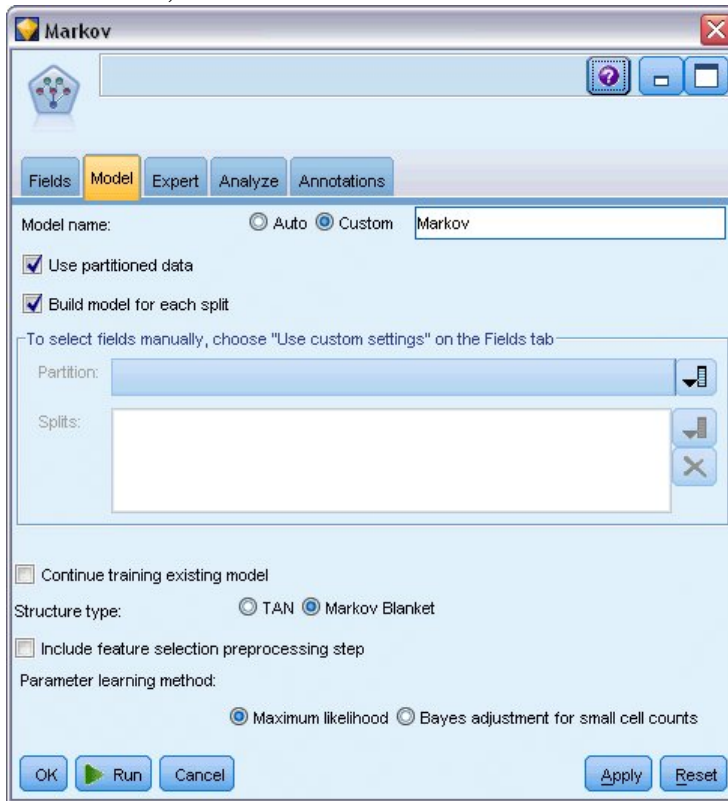 Markov
Fields Model Expert Analyze Annotations
Model name: Auto Custom Markov
Use partitioned data
Build model for each split
To select fields manually, choose "Use custom settings" on the Fields tab
Partition:
Splits:
Continue training existing model
Structure type: TAN Markov Blanket
Include feature selection preprocessing step
Parameter learning method:
Maximum likelihood Bayes adjustment for small cell counts
OK Run Cancel Apply Reset